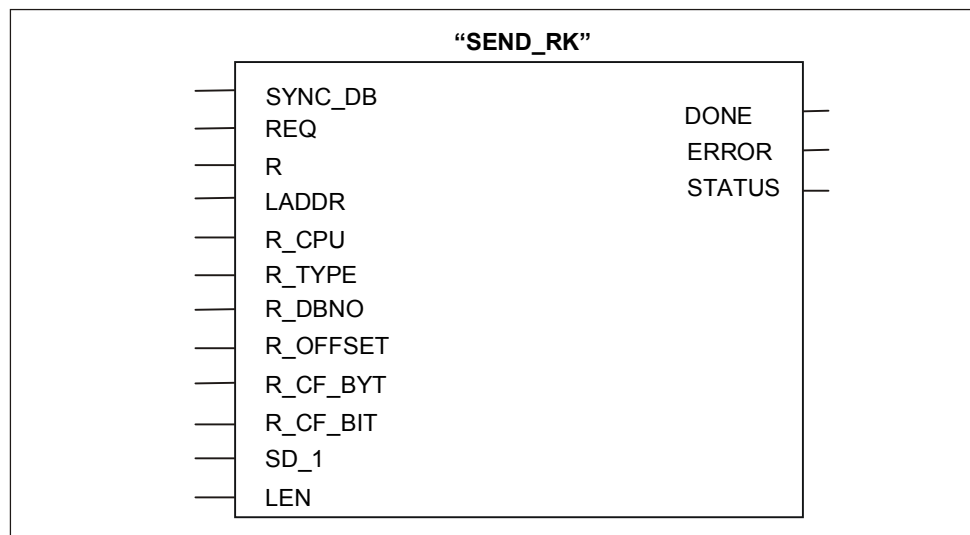 “SEND_RK”
SYNC_DB
REQ
R
LADDR
R_CPU
R_TYPE
R_DBNO
R_OFFSET
R_CF_BYT
R_CF_BIT
SD_1
LEN
DONE
ERROR
STATUS